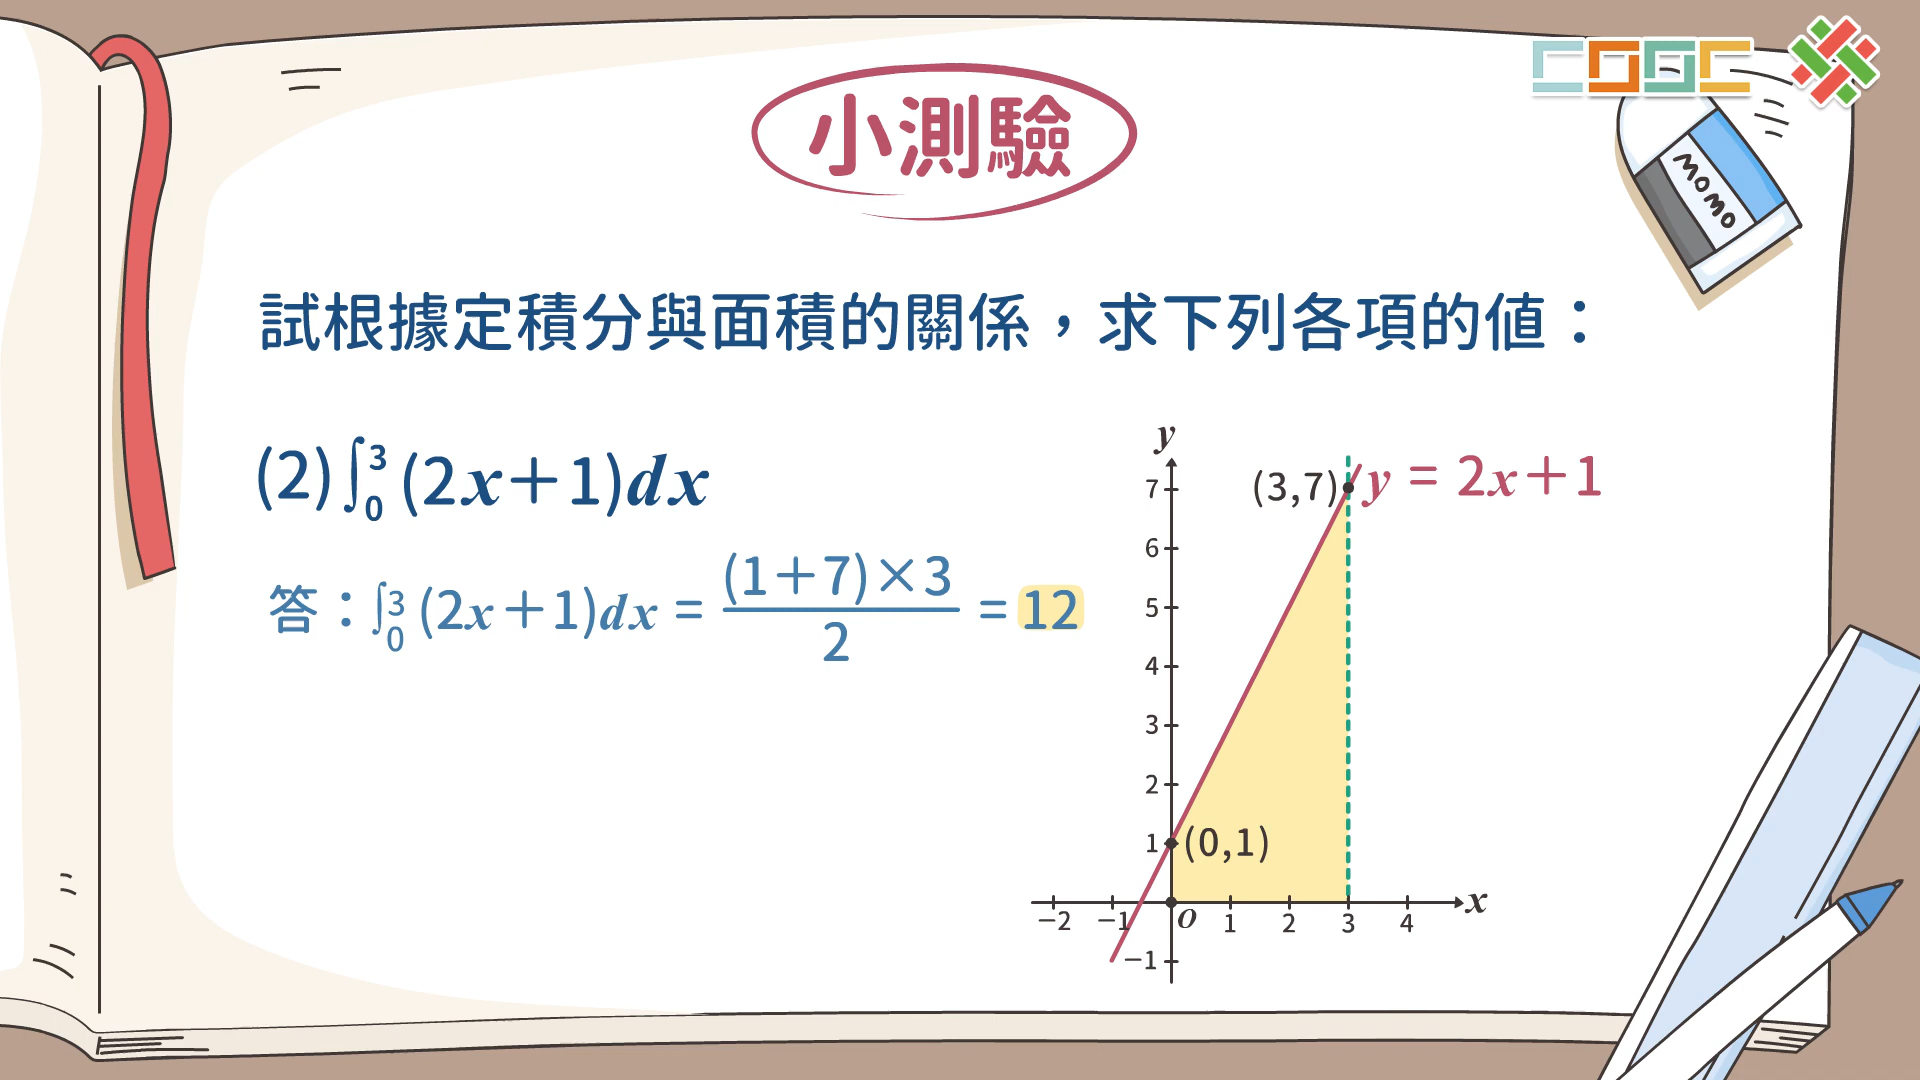 小測驗
COOC
MOMO
試根據定積分與面積的關係，求下列各項的值：
(2)∫₀³(2x+1)dx
答：∫₀³(2x+1)dx = (1+7)×3/2 = 12
y
7
6
5
4
3
2
1
-1
(3,7)
y = 2x+1
(0,1)
-2 -1 O 1 2 3 4 x